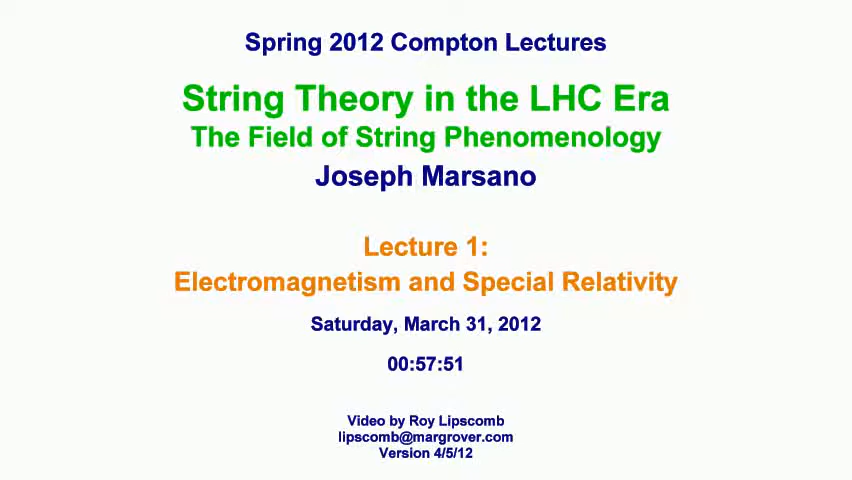 Spring 2012 Compton Lectures
String Theory in the LHC Era
The Field of String Phenomenology
Joseph Marsano
Lecture 1:
Electromagnetism and Special Relativity
Saturday, March 31, 2012
00:57:51
Video by Roy Lipscomb
lipscomb@margrover.com
Version 4/5/12